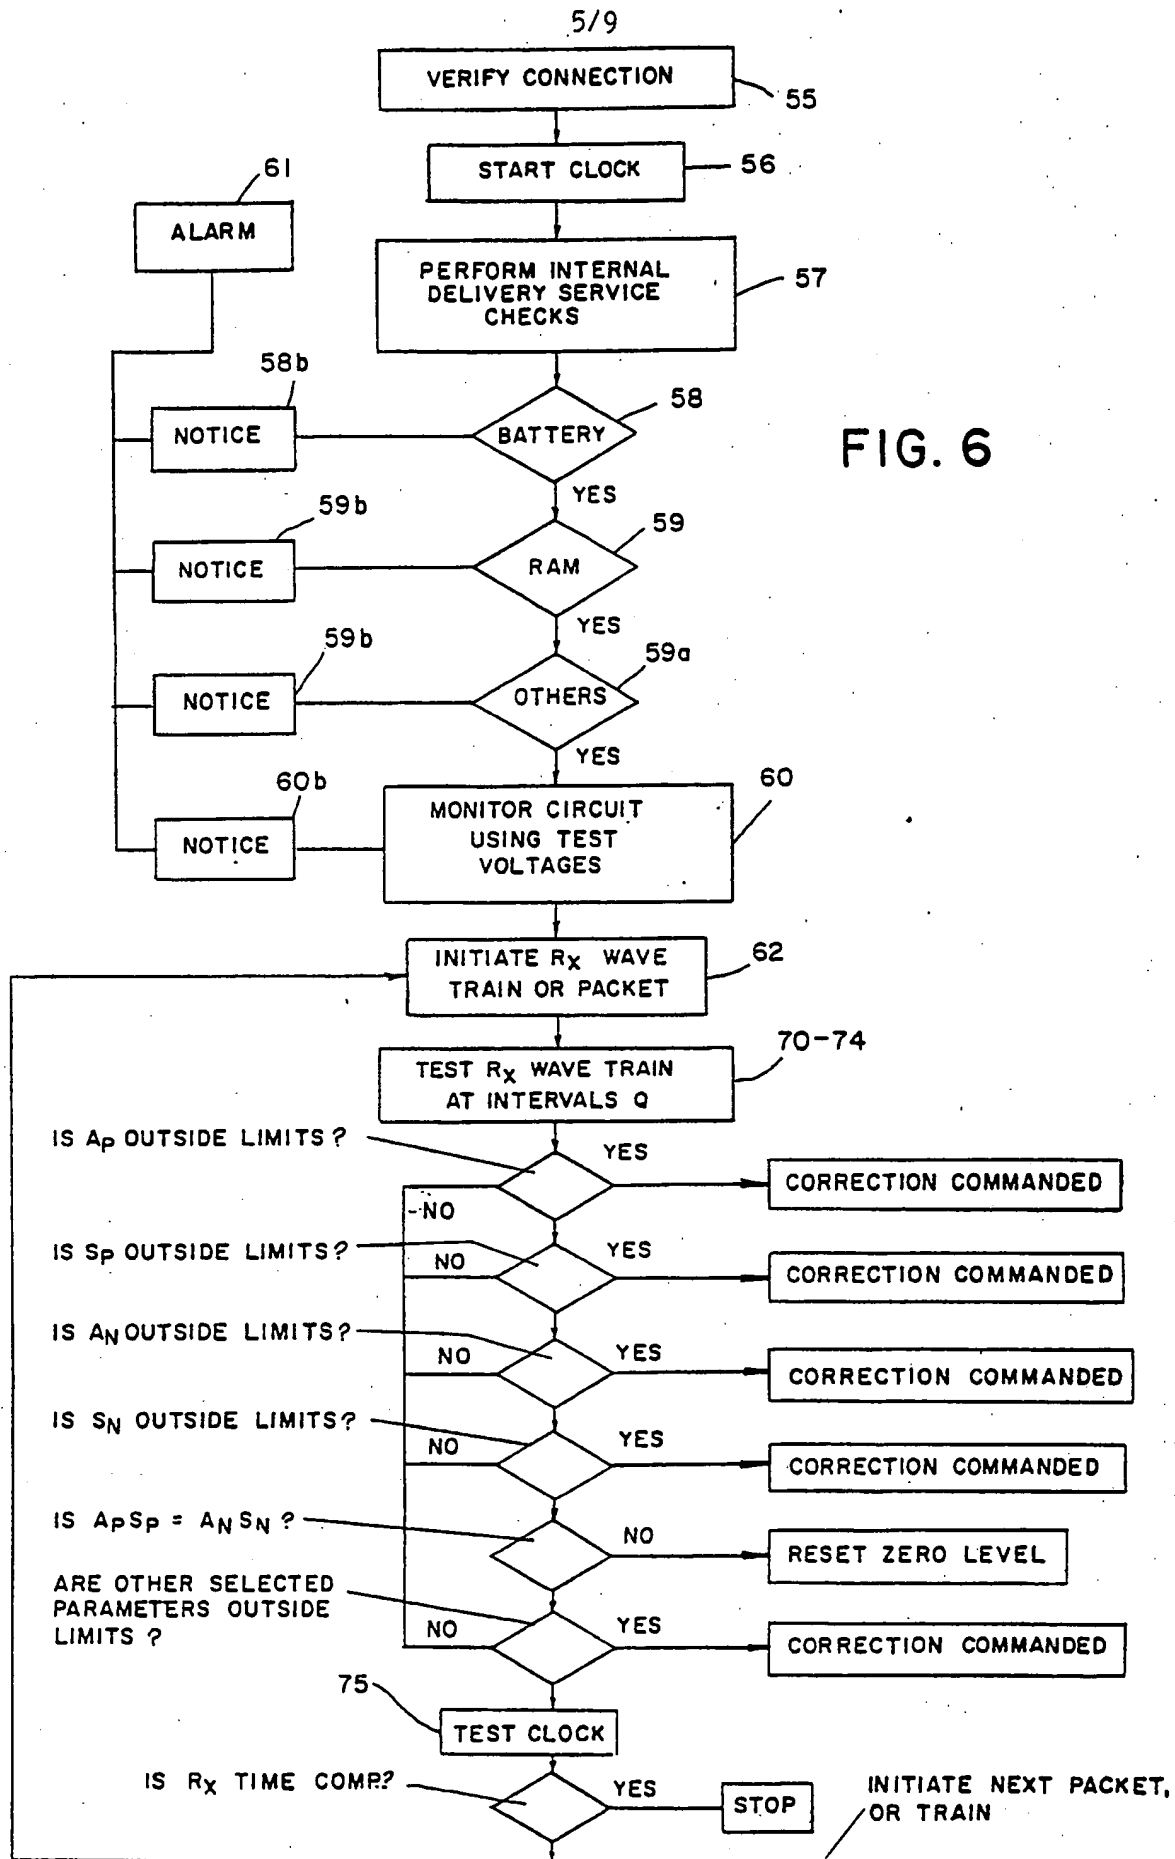 5/9
VERIFY CONNECTION
55
START CLOCK
56
61
ALARM
PERFORM INTERNAL
DELIVERY SERVICE
CHECKS
57
58b
NOTICE
BATTERY
58
FIG. 6
YES
59b
NOTICE
RAM
59
YES
59b
NOTICE
OTHERS
59a
YES
60b
NOTICE
MONITOR CIRCUIT
USING TEST
VOLTAGES
60
INITIATE RX WAVE
TRAIN OR PACKET
62
TEST RX WAVE TRAIN
AT INTERVALS Q
70-74
IS AP OUTSIDE LIMITS?
YES
CORRECTION COMMANDED
NO
IS SP OUTSIDE LIMITS?
NO
YES
CORRECTION COMMANDED
IS AN OUTSIDE LIMITS?
NO
YES
CORRECTION COMMANDED
IS SN OUTSIDE LIMITS?
NO
YES
CORRECTION COMMANDED
IS APSP = ANSN ?
NO
RESET ZERO LEVEL
ARE OTHER SELECTED
PARAMETERS OUTSIDE
LIMITS ?
NO
YES
CORRECTION COMMANDED
75
TEST CLOCK
IS RX TIME COMP.?
YES
STOP
INITIATE NEXT PACKET,
OR TRAIN